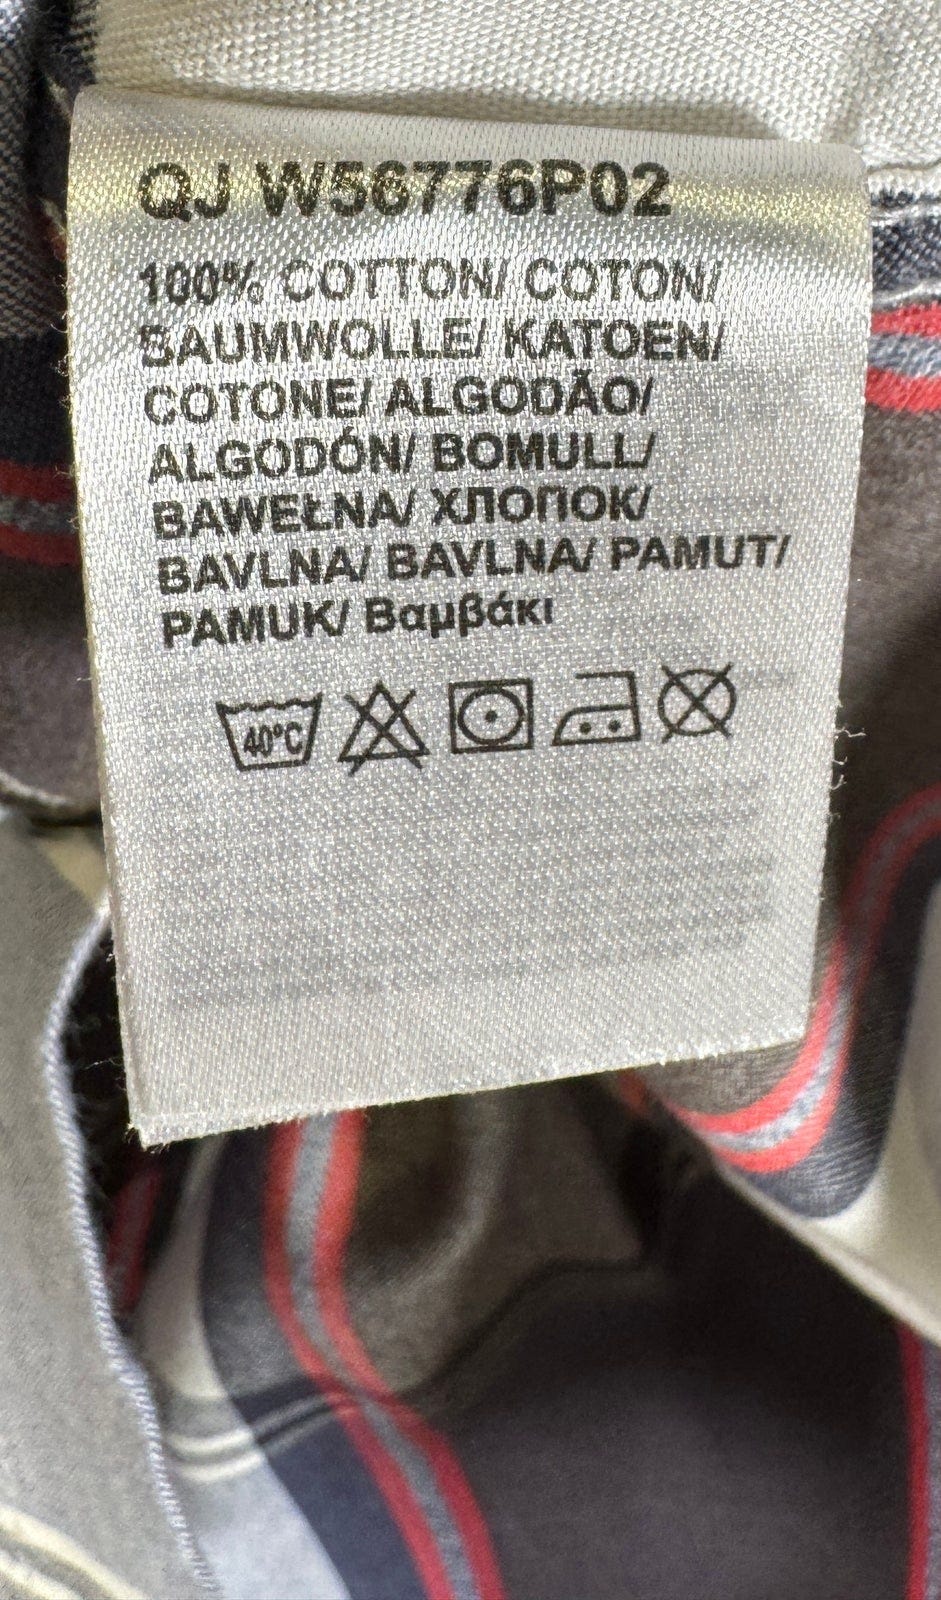 QJ W56776P02
100% COTTON/ COTON/
BAUMWOLLE/ KATOEN/
COTONE/ ALGODÃO/
ALGODÓN/ BOMULL/
BAWEŁNA/ ХЛОПОК/
BAVLNA/ BAVLNA/ PAMUT/
PAMUK/ Βαμβάκι
40°C